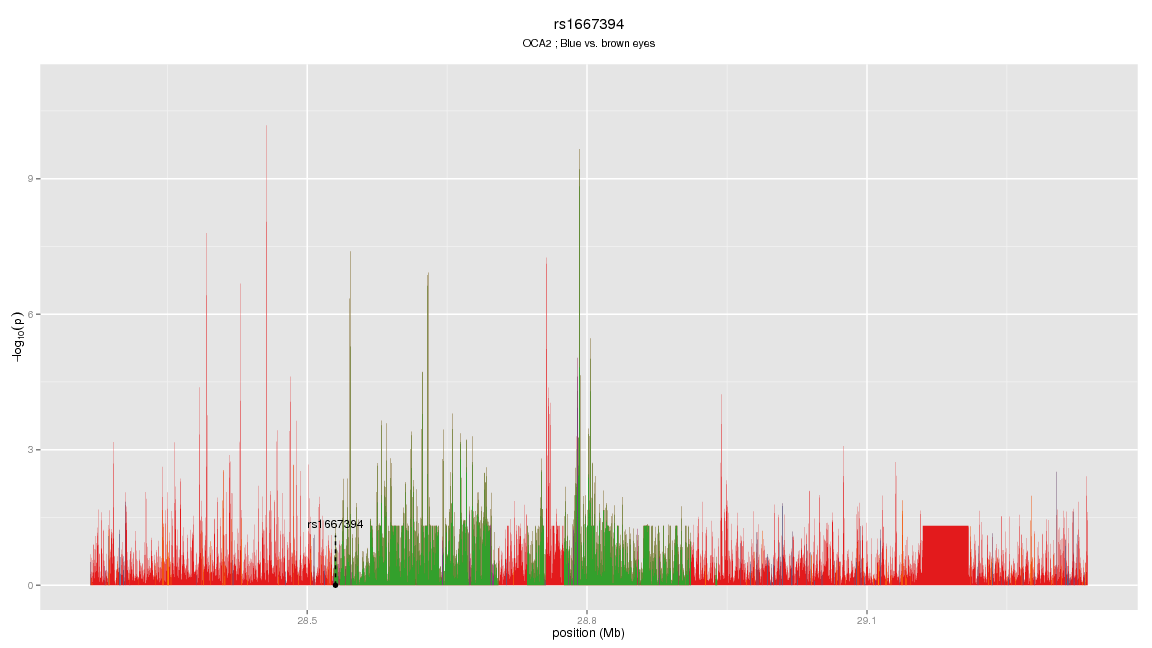 rs1667394
OCA2 ; Blue vs. brown eyes
−log10(p)
9
6
3
0
rs1667394
28.5
28.8
29.1
position (Mb)